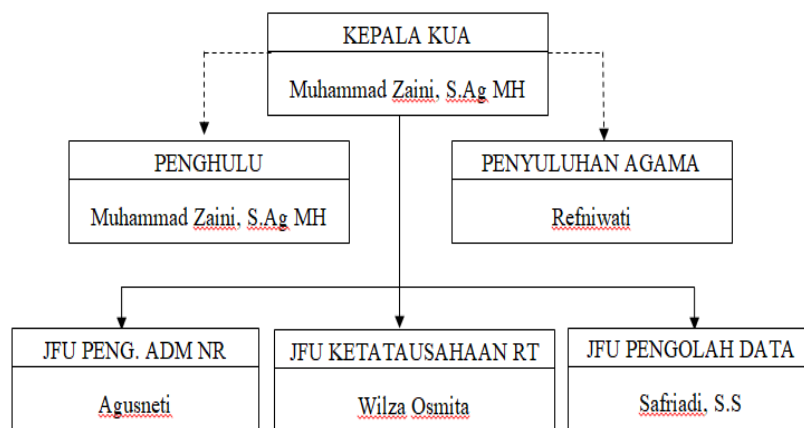 KEPALA KUA
Muhammad Zaini, S.Ag MH
PENGHULU
Muhammad Zaini, S.Ag MH
PENYULUHAN AGAMA
Refniwati
JFU PENG. ADM NR
Agusneti
JFU KETATAUSAHAAN RT
Wilza Osmita
JFU PENGOLAH DATA
Safriadi, S.S